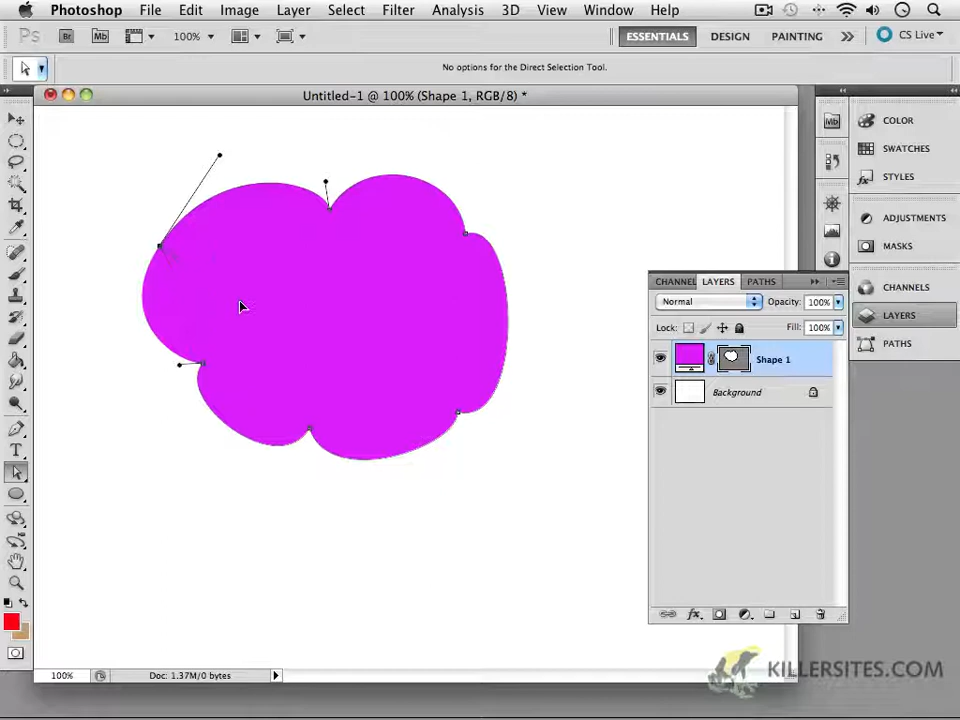 Photoshop File Edit Image Layer Select Filter Analysis 3D View Window Help
Ps Br Mb 100% ESSENTIALS DESIGN PAINTING CS Live
No options for the Direct Selection Tool.
Untitled-1 @ 100% (Shape 1, RGB/8) *
Mb COLOR
SWATCHES
STYLES
ADJUSTMENTS
MASKS
CHANNELS
LAYERS
PATHS
CHANNEL LAYERS PATHS
Normal Opacity: 100%
Lock: Fill: 100%
Shape 1
Background
100% Doc: 1.37M/0 bytes
KILLERSITES.COM